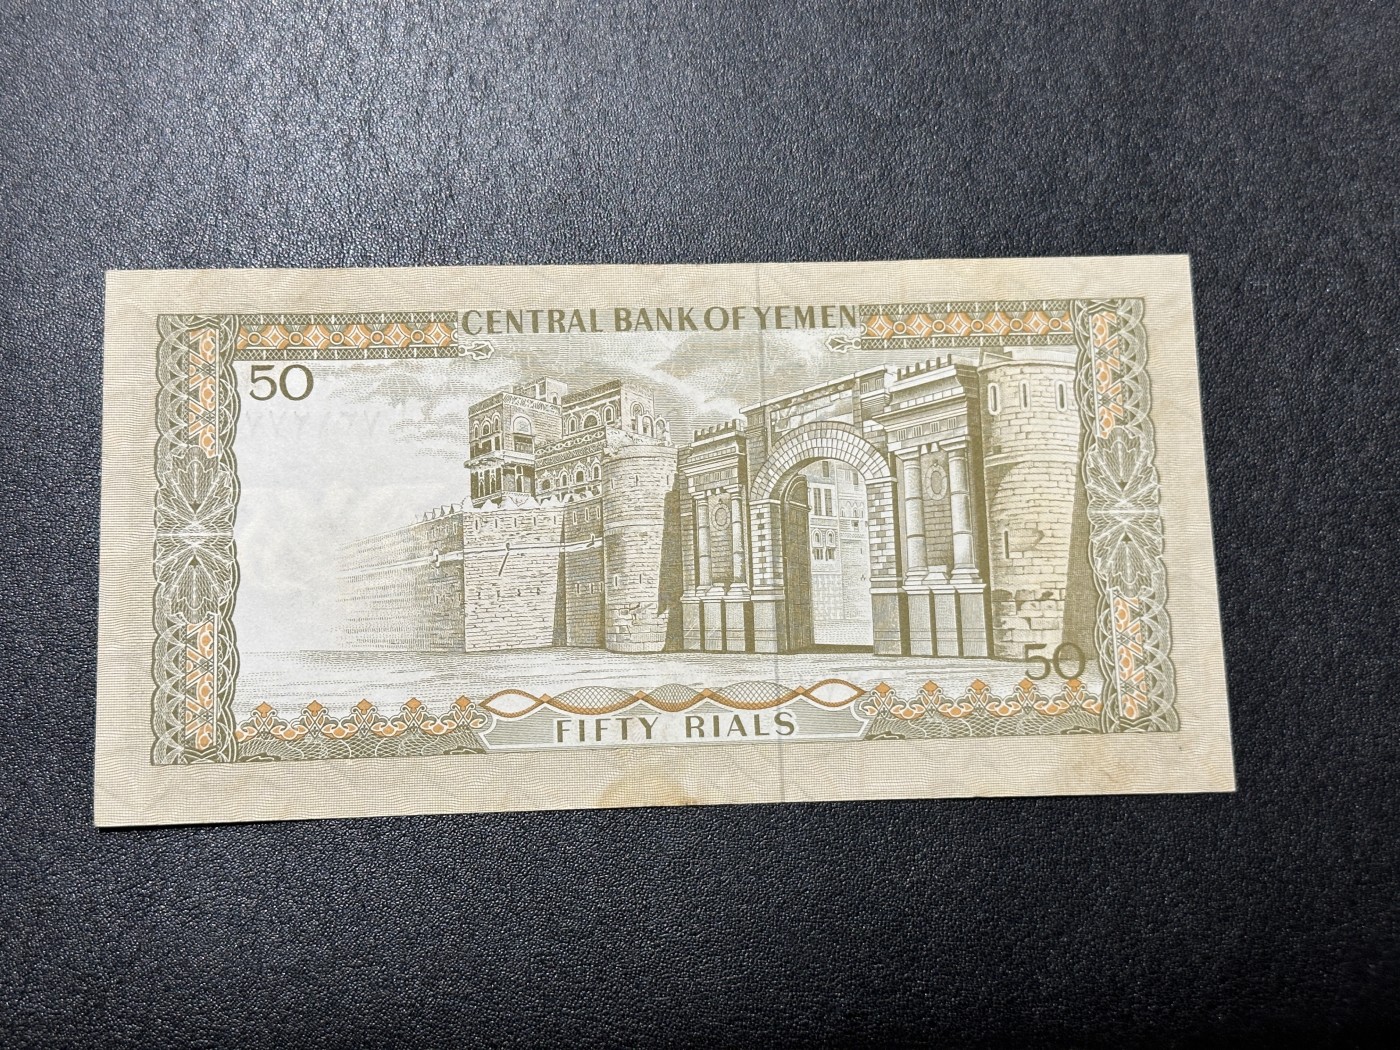 CENTRAL BANK OF YEMEN
50
50
FIFTY RIALS